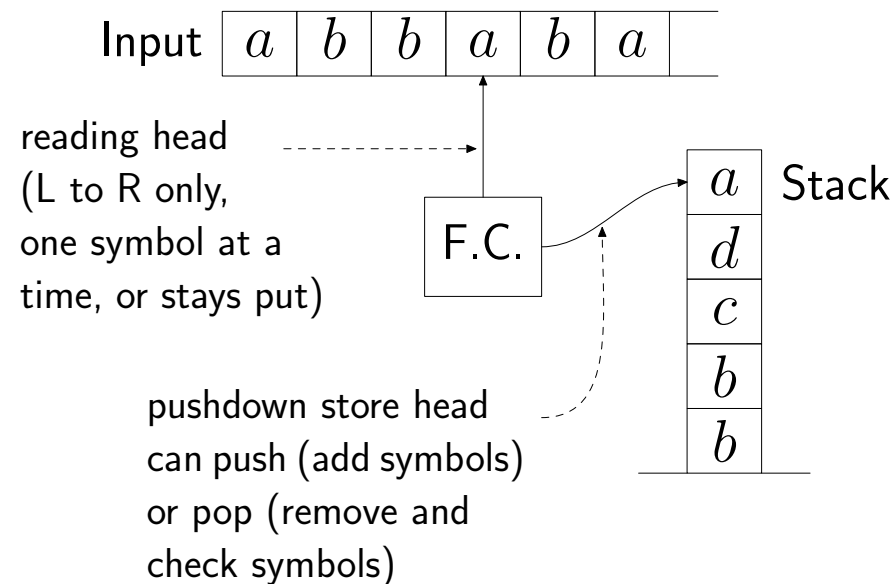 Input a b b a b a
reading head
(L to R only,
one symbol at a
time, or stays put)
F.C.
a Stack
d
c
b
b
pushdown store head
can push (add symbols)
or pop (remove and
check symbols)